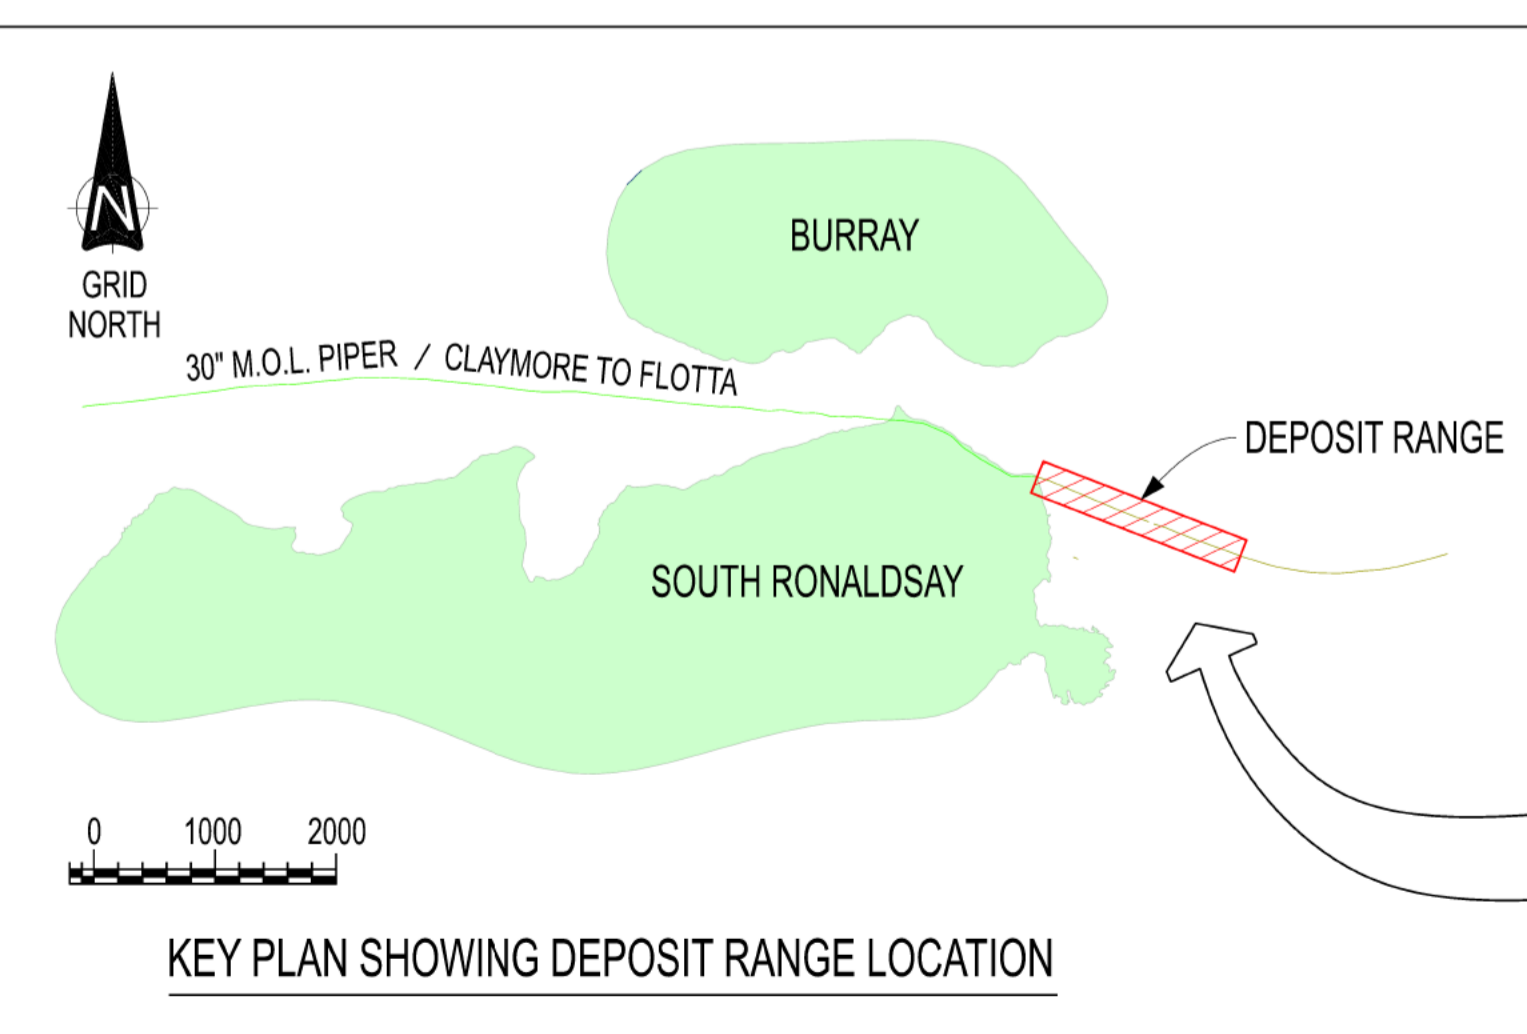 N
GRID
NORTH
BURRAY
30" M.O.L. PIPER / CLAYMORE TO FLOTTA
DEPOSIT RANGE
SOUTH RONALDSAY
0 1000 2000
KEY PLAN SHOWING DEPOSIT RANGE LOCATION